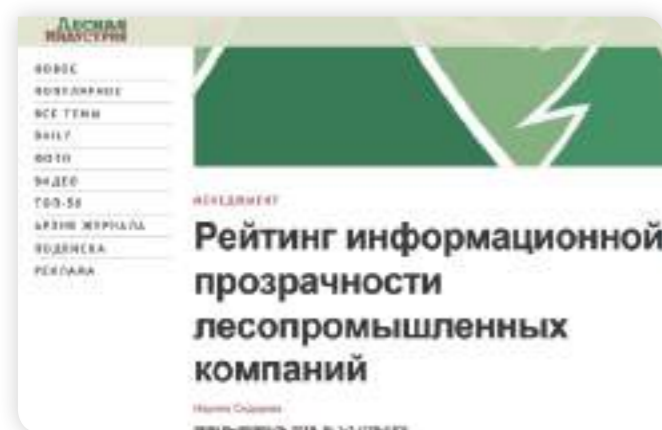 Лесная
Индустрия
НОВОЕ
ПОПУЛЯРНОЕ
ВСЕ ТЕМЫ
DAILY
ФОТО
ВИДЕО
ТОП-50
АРХИВ ЖУРНАЛА
ПОДПИСКА
РЕКЛАМА
МЕНЕДЖМЕНТ
Рейтинг информационной
прозрачности
лесопромышленных
компаний